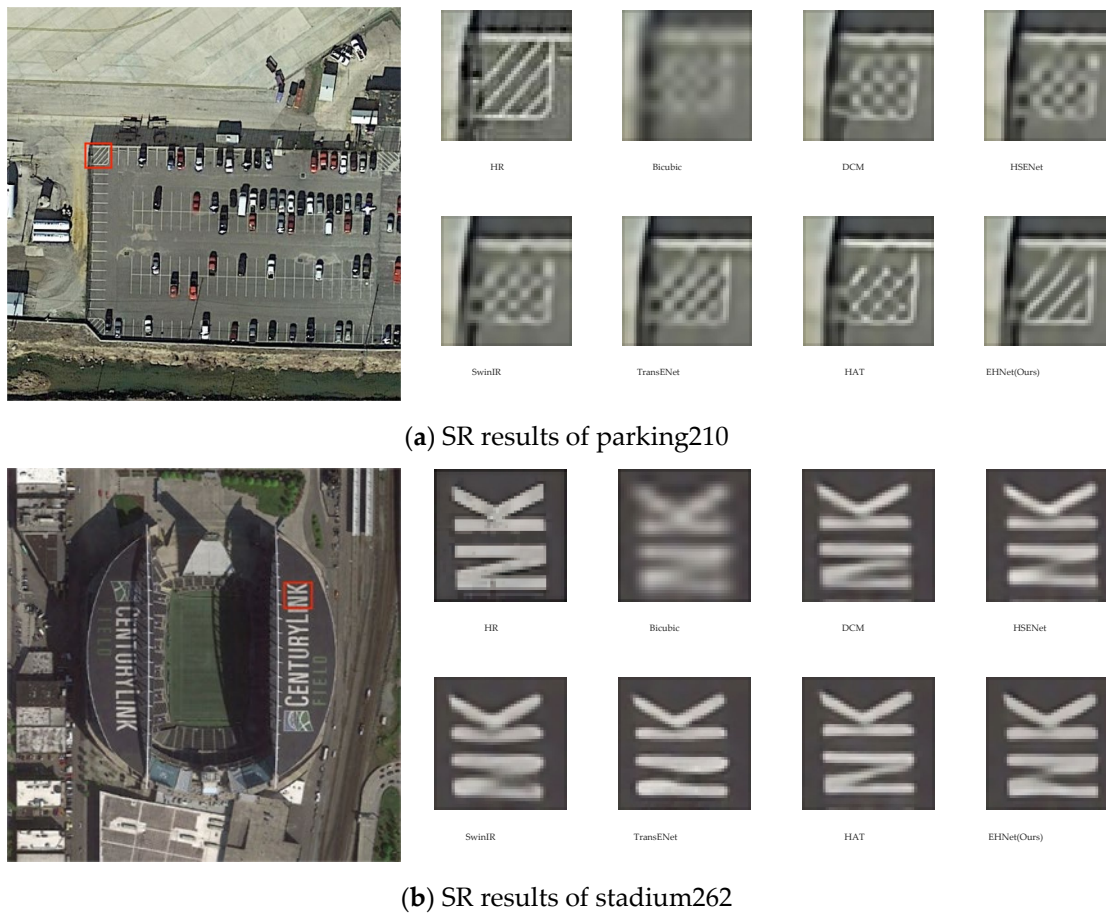 HR Bicubic DCM HSENet
SwinIR TransENet HAT EHNet(Ours)
(a) SR results of parking210
CENTURYLINK
FIELD
CENTURYLINK
FIELD
NK
HR Bicubic DCM HSENet
SwinIR TransENet HAT EHNet(Ours)
(b) SR results of stadium262